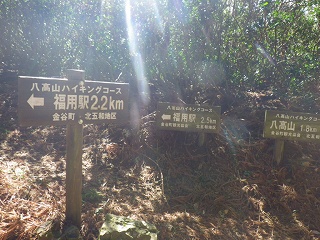 八高山ハイキングコース
福用駅2.2km
金谷町 北五和地区
八高山ハイキングコース
福用駅 2.5km
八高山ハイキングコース
八高山 1.8km